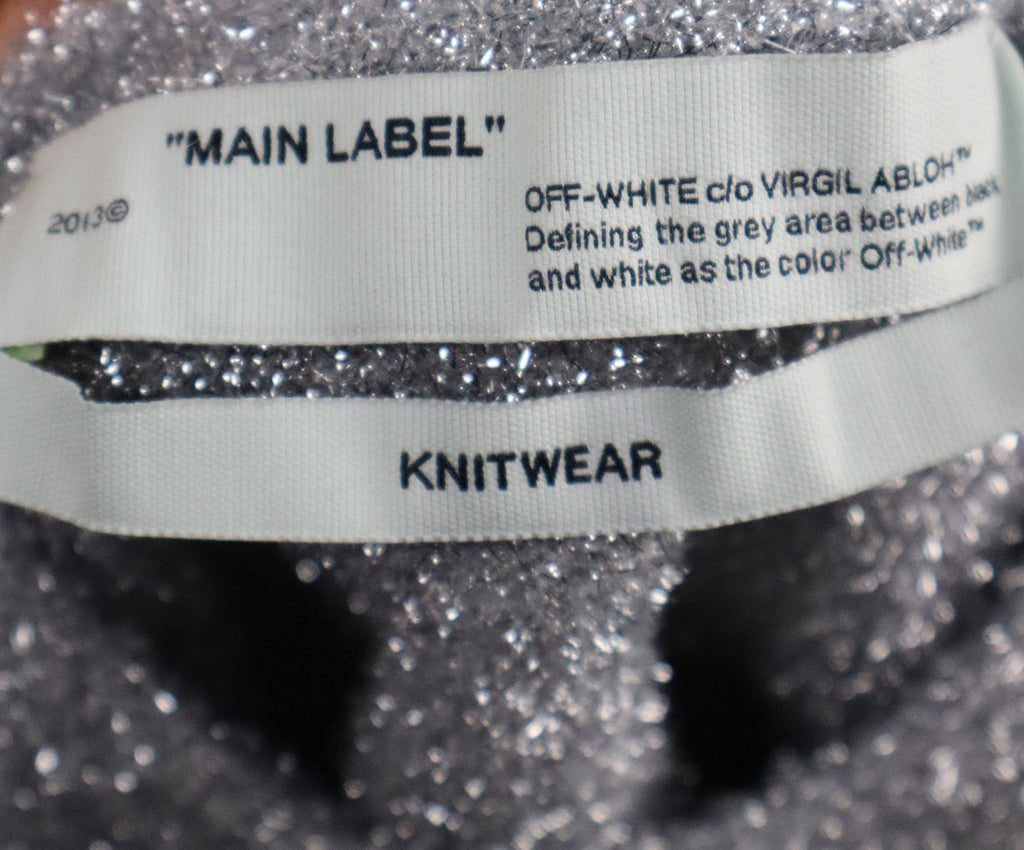 "MAIN LABEL"
2013©
OFF-WHITE c/o VIRGIL ABLOH™
Defining the grey area between black
and white as the color Off-White™
KNITWEAR